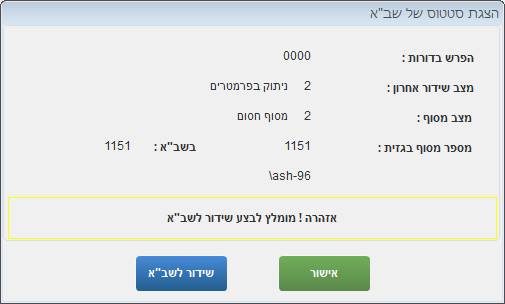 הצגת סטטוס של שב"א
הפרש בדורות : 0000
מצב שידור אחרון : 2 ניתוק בפרמטרים
מצב מסוף : 2 מסוף חסום
מספר מסוף בגזית : 1151 בשב"א : 1151
\ash-96
אזהרה ! מומלץ לבצע שידור לשב"א
אישור שידור לשב"א